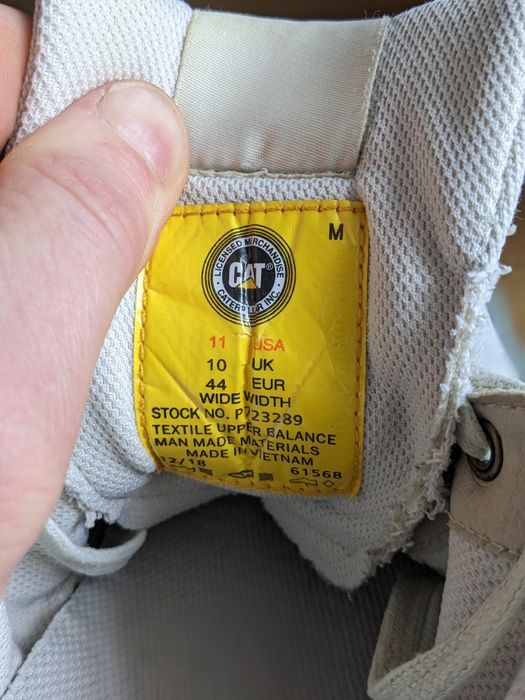 M
LICENSED MERCHANDISE
CAT®
CATERPILLAR INC.
11 USA
10 UK
44 EUR
WIDE WIDTH
STOCK NO. P723289
TEXTILE UPPER BALANCE
MAN MADE MATERIALS
MADE IN VIETNAM
12/18 61568